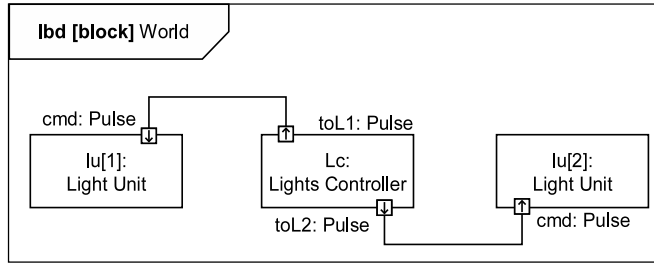 Ibd [block] World
cmd: Pulse
toL1: Pulse
lu[1]:
Light Unit
Lc:
Lights Controller
lu[2]:
Light Unit
toL2: Pulse
cmd: Pulse